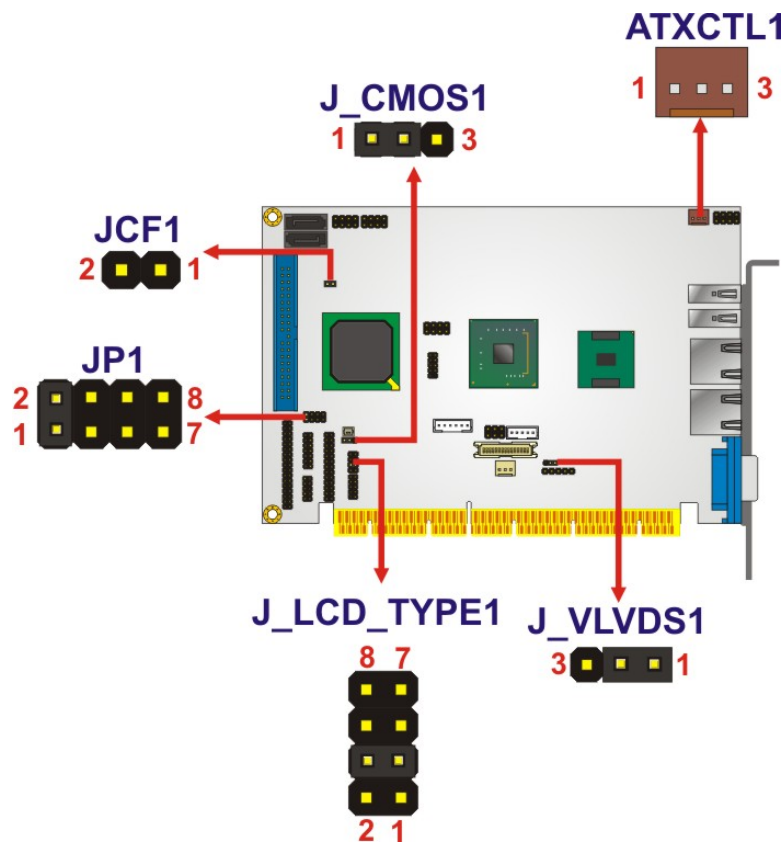 ATXCTL1
1 3
J_CMOS1
1 3
JCF1
2 1
JP1
2 8
1 7
J_LCD_TYPE1
8 7
2 1
J_VLVDS1
3 1